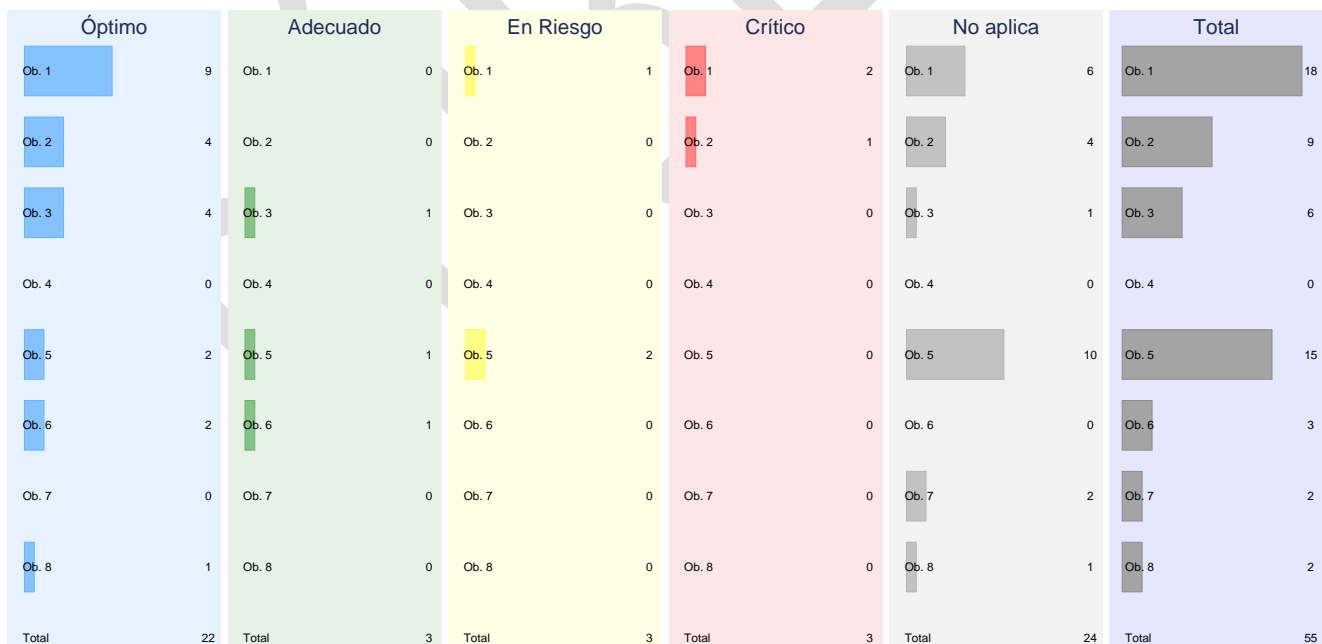 Óptimo Adecuado En Riesgo Crítico No aplica Total
Ob. 1 9 Ob. 1 0 Ob. 1 1 Ob. 1 2 Ob. 1 6 Ob. 1 18
Ob. 2 4 Ob. 2 0 Ob. 2 0 Ob. 2 1 Ob. 2 4 Ob. 2 9
Ob. 3 4 Ob. 3 1 Ob. 3 0 Ob. 3 0 Ob. 3 1 Ob. 3 6
Ob. 4 0 Ob. 4 0 Ob. 4 0 Ob. 4 0 Ob. 4 0 Ob. 4 0
Ob. 5 2 Ob. 5 1 Ob. 5 2 Ob. 5 0 Ob. 5 10 Ob. 5 15
Ob. 6 2 Ob. 6 1 Ob. 6 0 Ob. 6 0 Ob. 6 0 Ob. 6 3
Ob. 7 0 Ob. 7 0 Ob. 7 0 Ob. 7 0 Ob. 7 2 Ob. 7 2
Ob. 8 1 Ob. 8 0 Ob. 8 0 Ob. 8 0 Ob. 8 1 Ob. 8 2
Total 22 Total 3 Total 3 Total 3 Total 24 Total 55